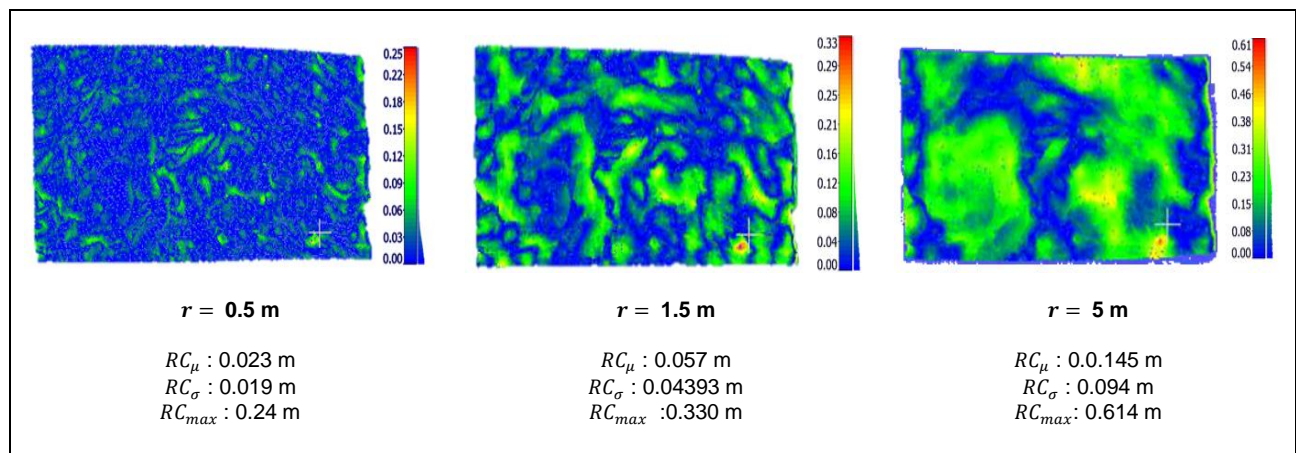 0.25
0.22
0.18
0.15
0.12
0.09
0.06
0.03
0.00
0.33
0.29
0.24
0.20
0.16
0.12
0.08
0.04
0.00
0.61
0.53
0.46
0.38
0.31
0.23
0.15
0.08
0.00
r = 0.5 m
r = 1.5 m
r = 5 m
RCμ : 0.023 m
RCσ : 0.019 m
RCmax : 0.24 m
RCμ : 0.057 m
RCσ : 0.04393 m
RCmax :0.330 m
RCμ : 0.0.145 m
RCσ : 0.094 m
RCmax: 0.614 m